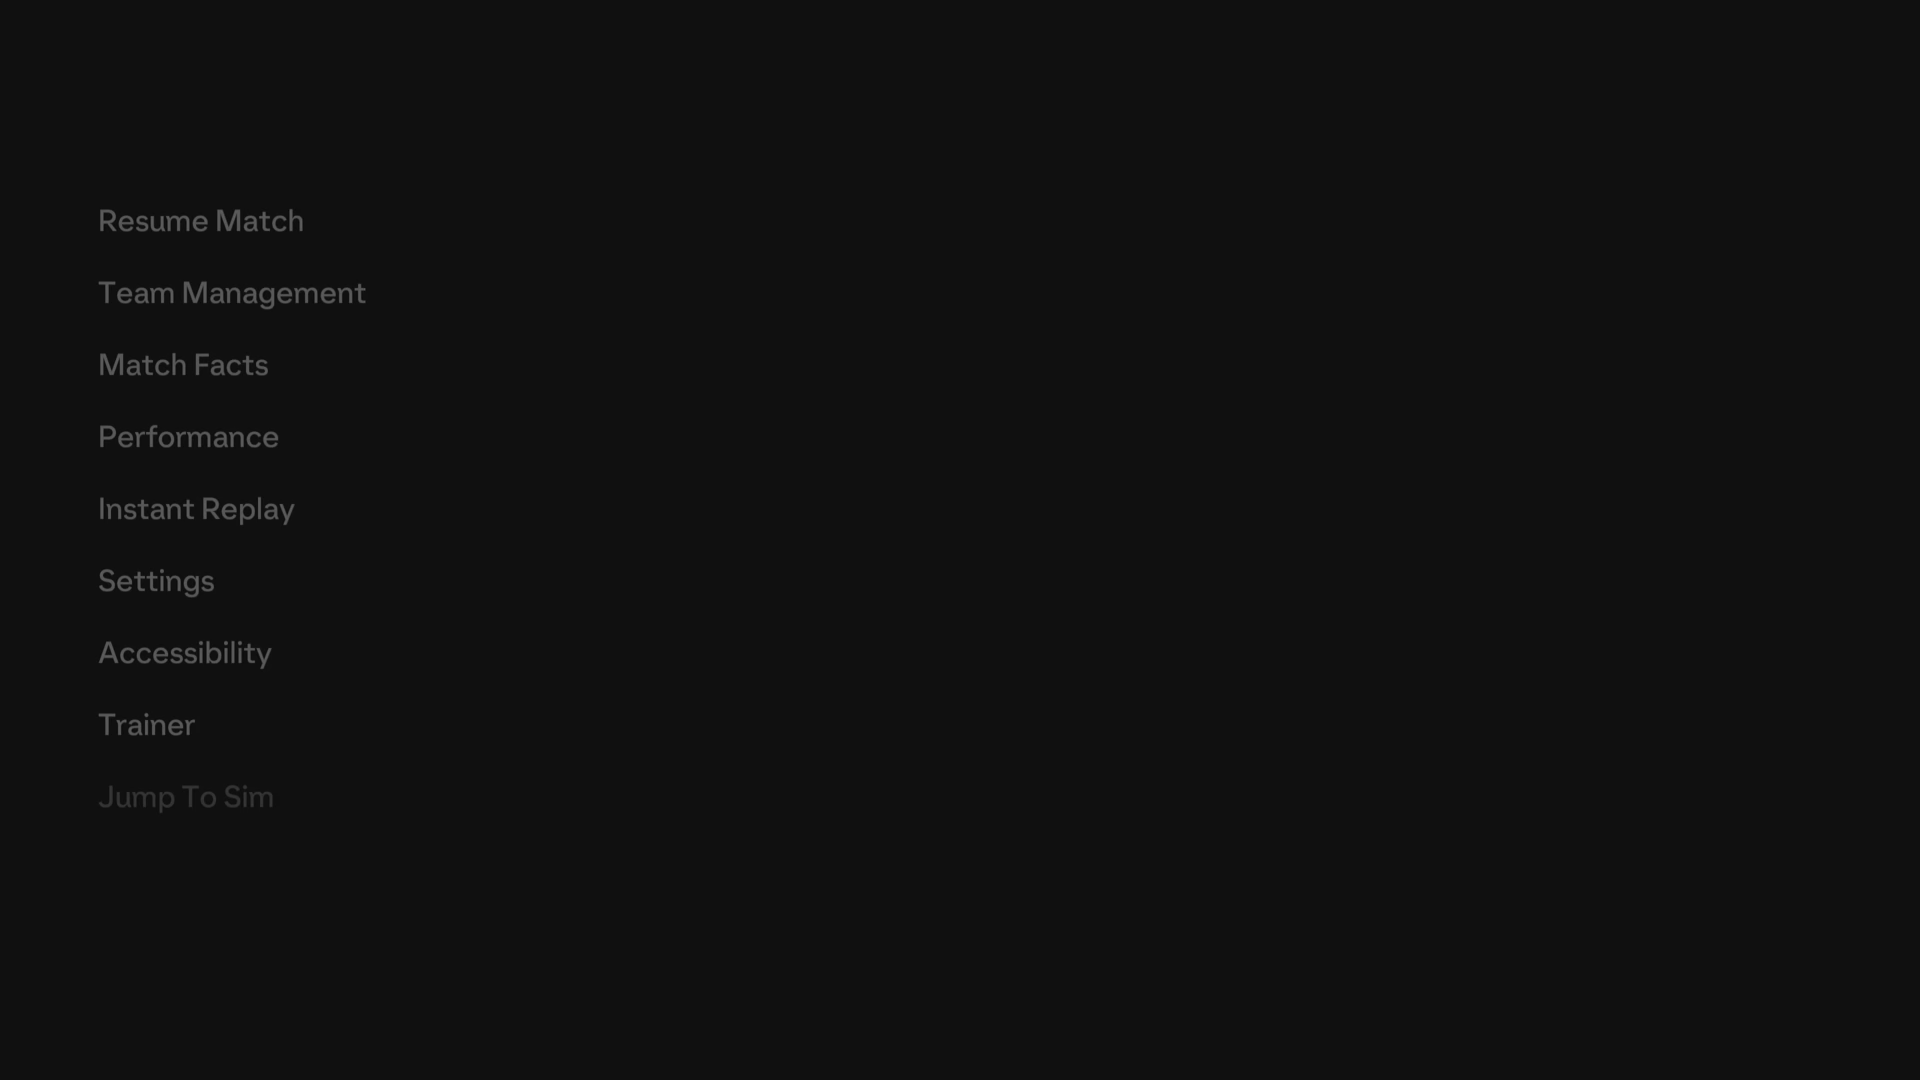 Resume Match
Team Management
Match Facts
Performance
Instant Replay
Settings
Accessibility
Trainer
Jump To Sim